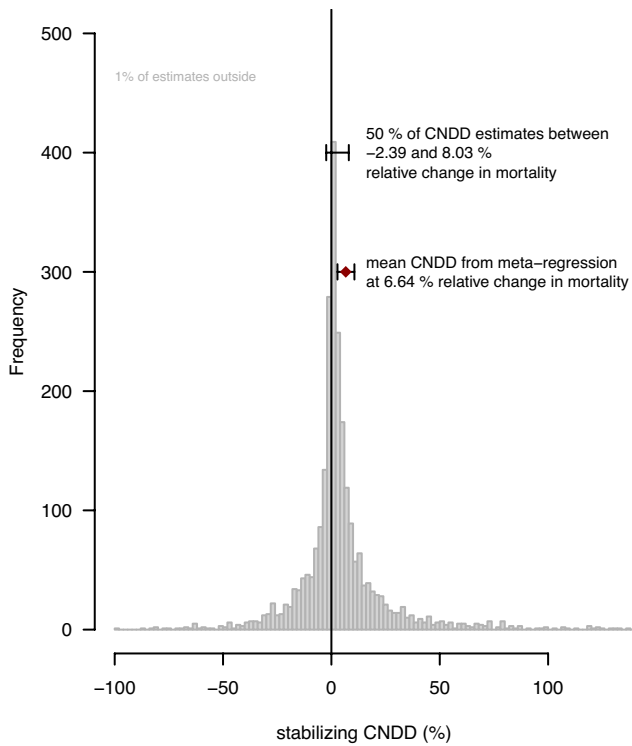 500
1% of estimates outside
50 % of CNDD estimates between
−2.39 and 8.03 %
relative change in mortality
400
mean CNDD from meta−regression
at 6.64 % relative change in mortality
300
Frequency
200
100
0
−100 −50 0 50 100
stabilizing CNDD (%)